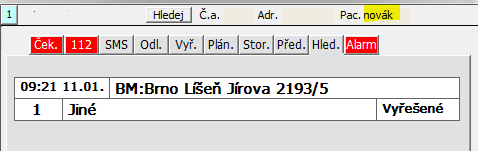 1 Hledej Č.a. Adr. Pac. novák
Ček. 112 SMS Odl. Vyř. Plán. Stor. Před. Hled. Alarm
09:21 11.01. BM:Brno Líšeň Jírova 2193/5
1 Jiné Vyřešené